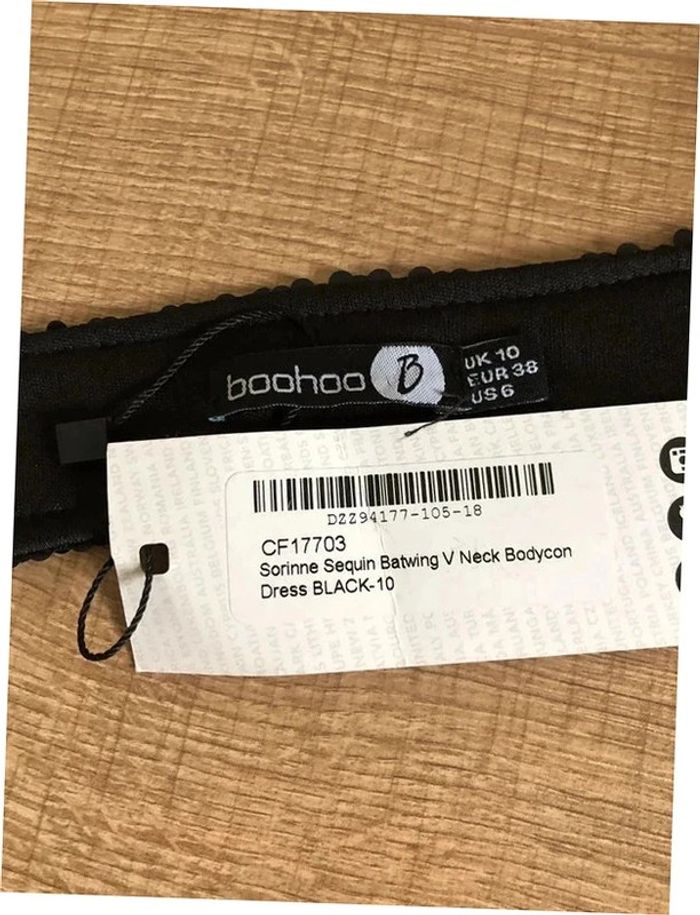 boohoo B
UK 10
EUR 38
US 6
DZZ94177-105-18
CF17703
Sorinne Sequin Batwing V Neck Bodycon
Dress BLACK-10